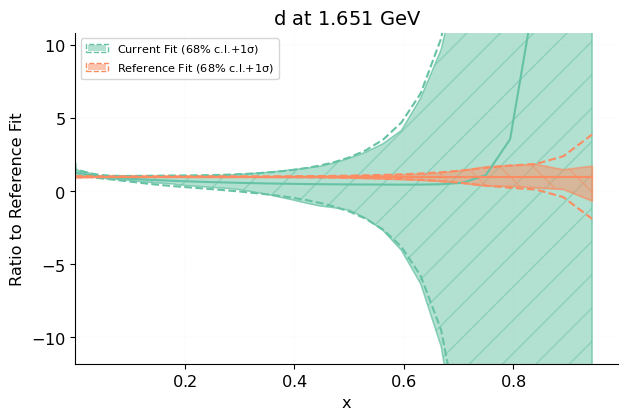 d at 1.651 GeV
Current Fit (68% c.l.+1σ)
Reference Fit (68% c.l.+1σ)
Ratio to Reference Fit
10
5
0
−5
−10
0.2
0.4
0.6
0.8
x